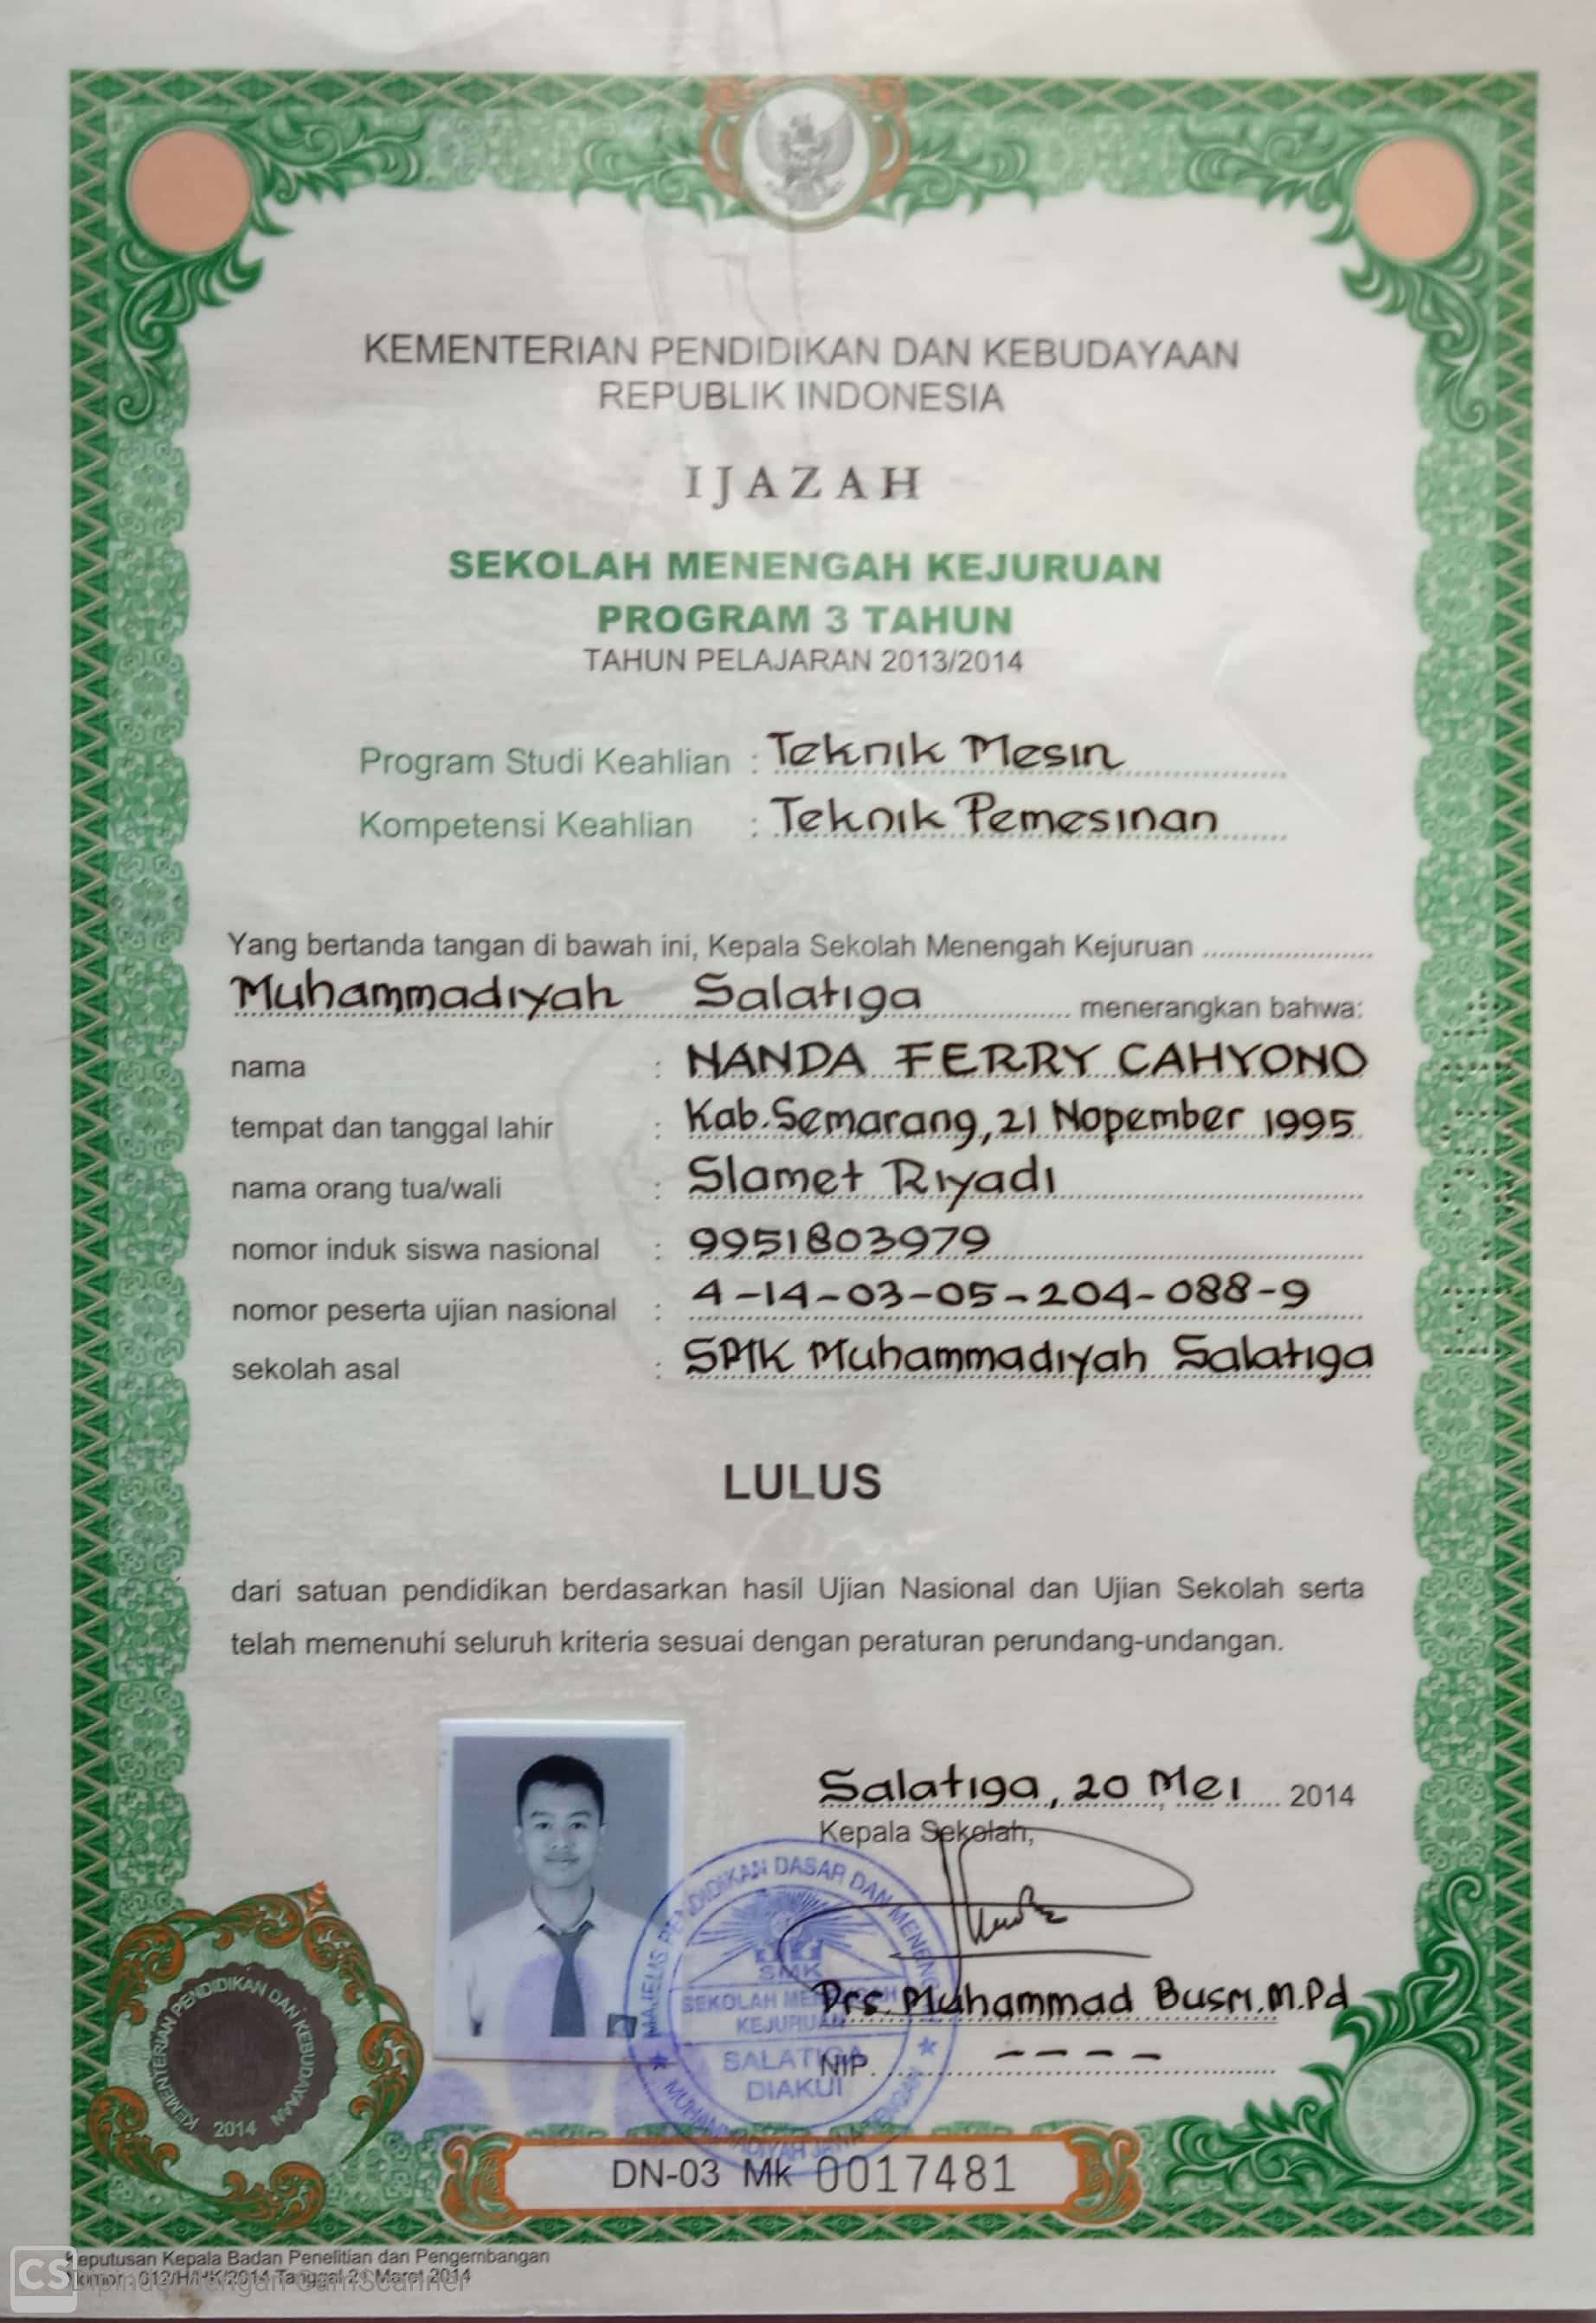 KEMENTERIAN PENDIDIKAN DAN KEBUDAYAAN
REPUBLIK INDONESIA
IJAZAH
SEKOLAH MENENGAH KEJURUAN
PROGRAM 3 TAHUN
TAHUN PELAJARAN 2013/2014
Program Studi Keahlian : Teknik Mesin
Kompetensi Keahlian : Teknik Pemesinan
Yang bertanda tangan di bawah ini, Kepala Sekolah Menengah Kejuruan
Muhammadiyah Salatiga menerangkan bahwa:
nama : NANDA FERRY CAHYONO
tempat dan tanggal lahir : Kab. Semarang, 21 Nopember 1995
nama orang tua/wali : Slamet Riyadi
nomor induk siswa nasional : 9951803979
nomor peserta ujian nasional : 4-14-03-05-204-088-9
sekolah asal : SMK Muhammadiyah Salatiga
LULUS
dari satuan pendidikan berdasarkan hasil Ujian Nasional dan Ujian Sekolah serta
telah memenuhi seluruh kriteria sesuai dengan peraturan perundang-undangan.
Salatiga, 20 Mei 2014
Kepala Sekolah,
Drs. Muhammad Busri, M.Pd
NIP. ----
MAJELIS PENDIDIKAN DASAR DAN
SMK
SEKOLAH MENENGAH
KEJURUAN
SALATIGA
DIAKUI
MUHAMMADIYAH JAWA TENGAH
KEMENTERIAN PENDIDIKAN DAN KEBUDAYAAN
2014
DN-03 Mk 0017481
Keputusan Kepala Badan Penelitian dan Pengembangan
Nomor : 012/H/HK/2014 Tanggal 21 Maret 2014
CS Dipindai dengan CamScanner